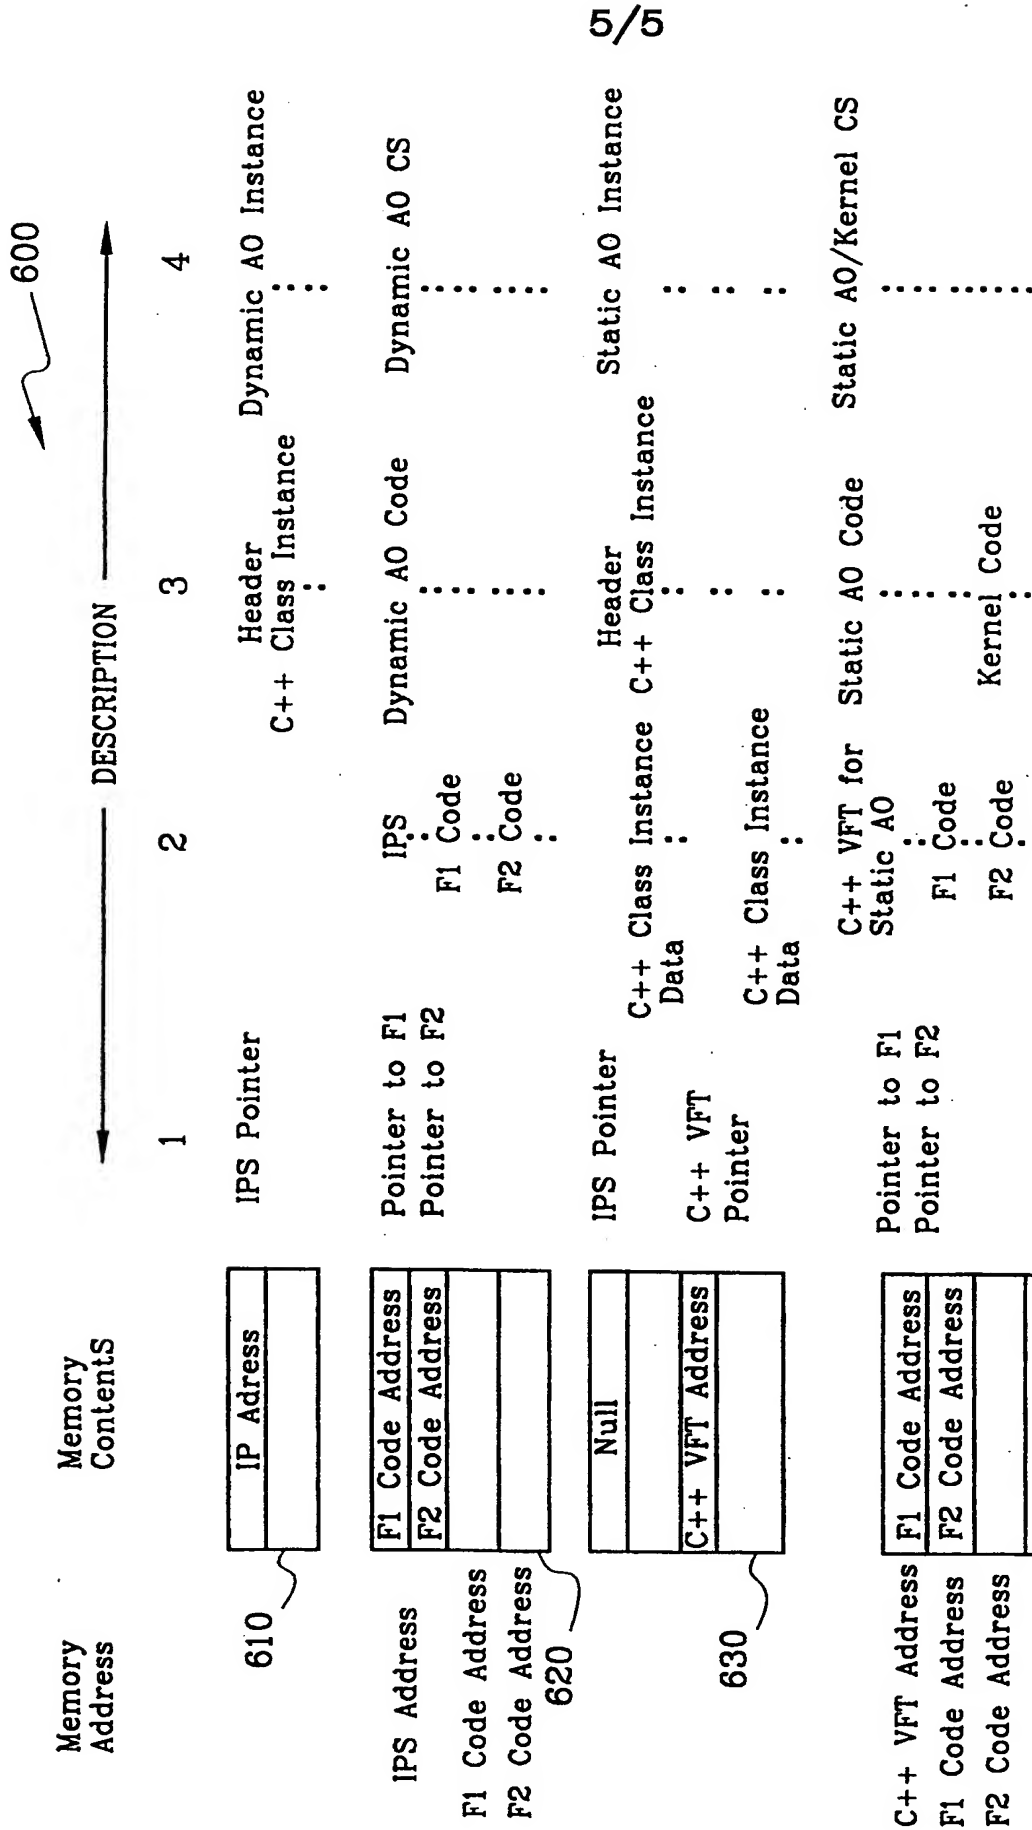 5/5
600
DESCRIPTION
Memory Address
Memory ContentS
1
2
3
4
610
IP Adress
IPS Pointer
Header
C++ Class Instance
Dynamic AO Instance
IPS Address
F1 Code Address
F2 Code Address
F1 Code Address
F2 Code Address
620
Pointer to F1
Pointer to F2
IPS
F1 Code
F2 Code
Dynamic AO Code
Dynamic AO CS
630
Null
C++ VFT Address
IPS Pointer
C++ VFT
Pointer
C++ Class Instance
Data
C++ Class Instance
Data
Header
C++ Class Instance
Static AO Instance
C++ VFT Address
F1 Code Address
F2 Code Address
F1 Code Address
F2 Code Address
Pointer to F1
Pointer to F2
C++ VFT for
Static AO
F1 Code
F2 Code
Static AO Code
Kernel Code
Static AO/Kernel CS